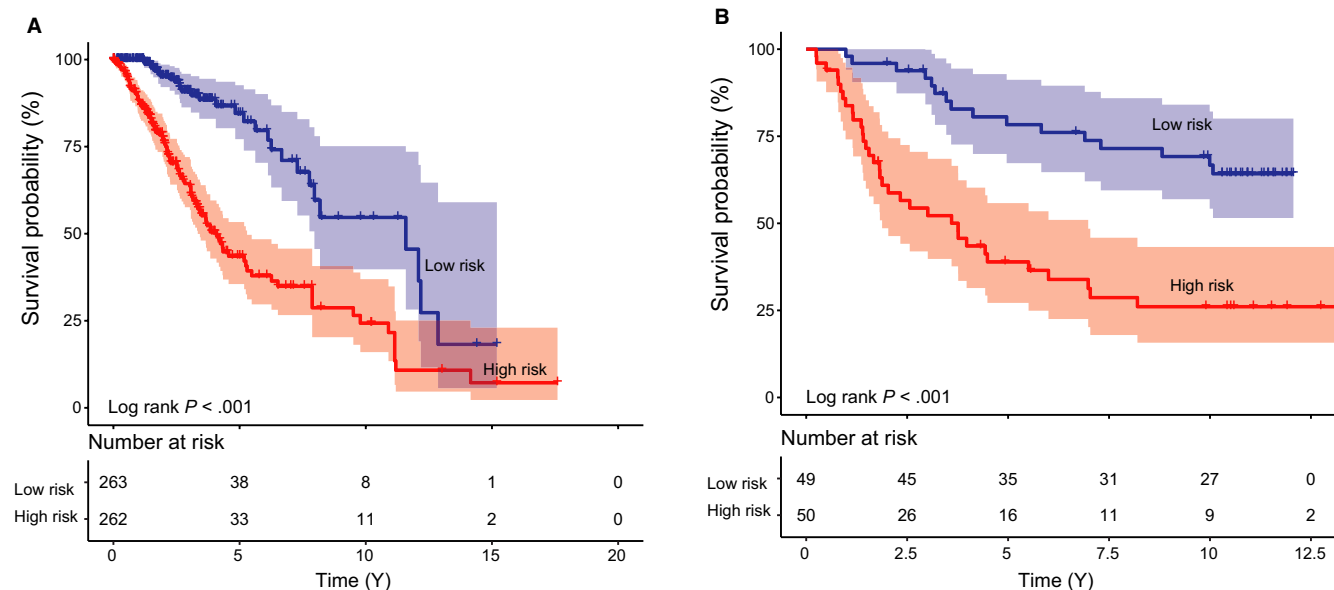 A
Survival probability (%)
100
75
50
25
0
Low risk
High risk
Log rank P < .001
Number at risk
Low risk 263 38 8 1 0
High risk 262 33 11 2 0
0 5 10 15 20
Time (Y)
B
Survival probability (%)
100
75
50
25
0
Low risk
High risk
Log rank P < .001
Number at risk
Low risk 49 45 35 31 27 0
High risk 50 26 16 11 9 2
0 2.5 5 7.5 10 12.5
Time (Y)